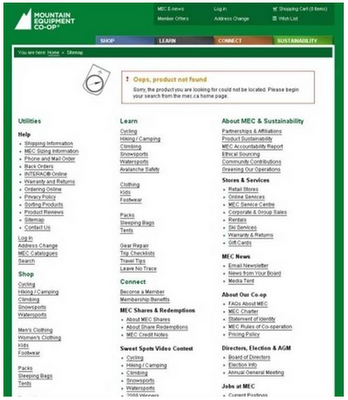 MOUNTAIN
EQUIPMENT
CO-OP
MEC E-news
Log in
Shopping Cart (0 items)
Member Offers
Address Change
Wish List
SHOP
LEARN
CONNECT
SUSTAINABILITY
You are here: Home > Sitemap
Oops, product not found
Sorry, the product you are looking for could not be located. Please begin
your search from the mec.ca home page.
Utilities
Help
Shipping Information
MEC Sizing Information
Phone and Mail Order
Back Orders
INTERAC® Online
Warranty and Returns
Ordering Online
Privacy Policy
Sorting Products
Product Reviews
Sitemap
Contact Us
Log in
Address Change
MEC Catalogues
Search
Shop
Cycling
Hiking / Camping
Climbing
Snowsports
Watersports
Men's Clothing
Women's Clothing
Kids
Footwear
Packs
Sleeping Bags
Tents
Learn
Cycling
Hiking / Camping
Climbing
Snowsports
Watersports
Avalanche Safety
Clothing
Kids
Footwear
Packs
Sleeping Bags
Tents
Gear Repair
Trip Checklists
Travel Tips
Leave No Trace
Connect
Become a Member
Membership Benefits
MEC Shares & Redemptions
About MEC Shares
About Share Redemptions
MEC Credit Notes
Sweet Spots Video Contest
Cycling
Hiking / Camping
Climbing
Snowsports
Watersports
2008 Winners
About MEC & Sustainability
Partnerships & Affiliations
Product Sustainability
MEC Accountability Report
Ethical Sourcing
Community Contributions
Greening Our Operations
Stores & Services
Retail Stores
Online Services
MEC Service Centre
Corporate & Group Sales
Rentals
Ski Services
Warranty & Returns
Gift Cards
MEC News
Email Newsletter
News from Your Board
Media Tent
About Our Co-op
FAQs About MEC
MEC Charter
Statement of Identity
MEC Rules of Co-operation
Pricing Policy
Directors, Election & AGM
Board of Directors
Election Info
Annual General Meeting
Jobs at MEC
Current Postings